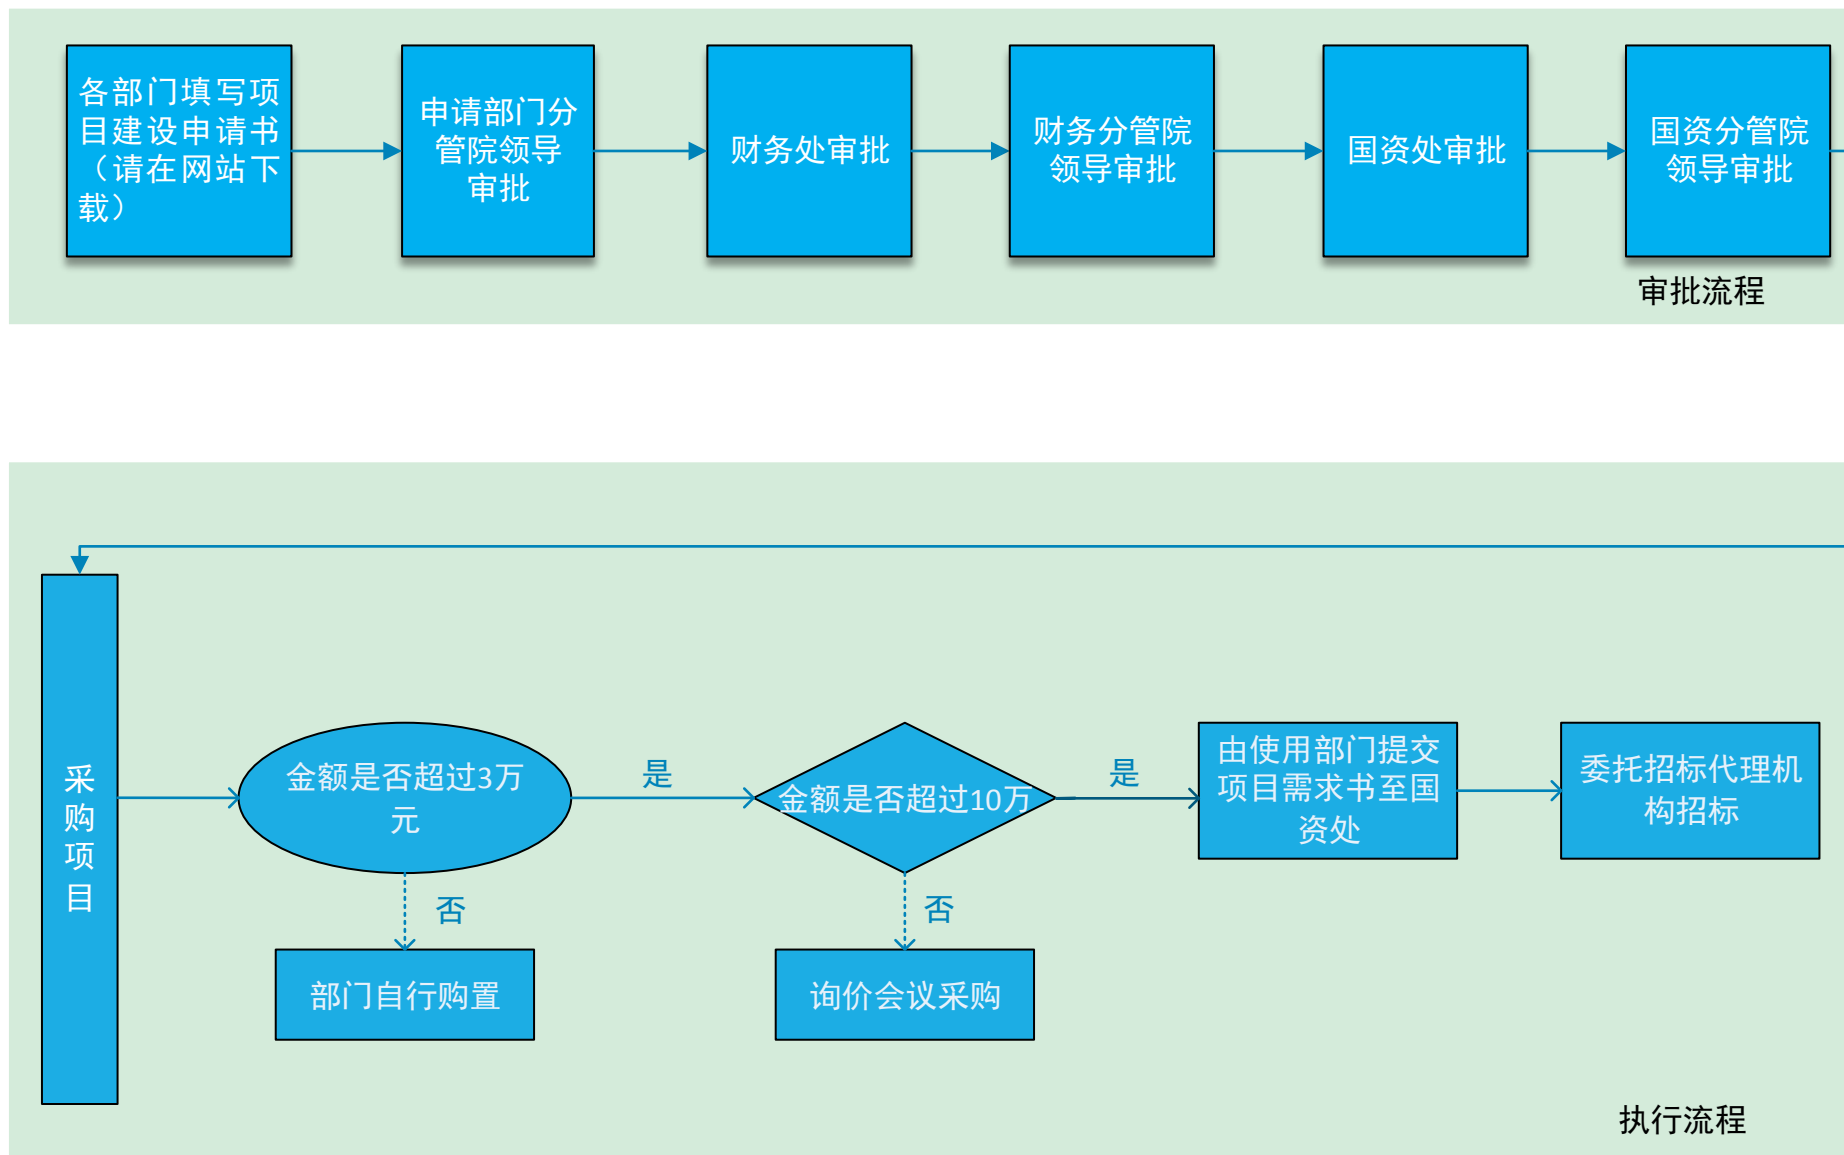 各部门填写项
目建设申请书
（请在网站下
载）
申请部门分
管院领导
审批
财务处审批
财务分管院
领导审批
国资处审批
国资分管院
领导审批
审批流程
采
购
项
目
金额是否超过3万
元
是
金额是否超过10万
是
由使用部门提交
项目需求书至国
资处
委托招标代理机
构招标
否
否
部门自行购置
询价会议采购
执行流程